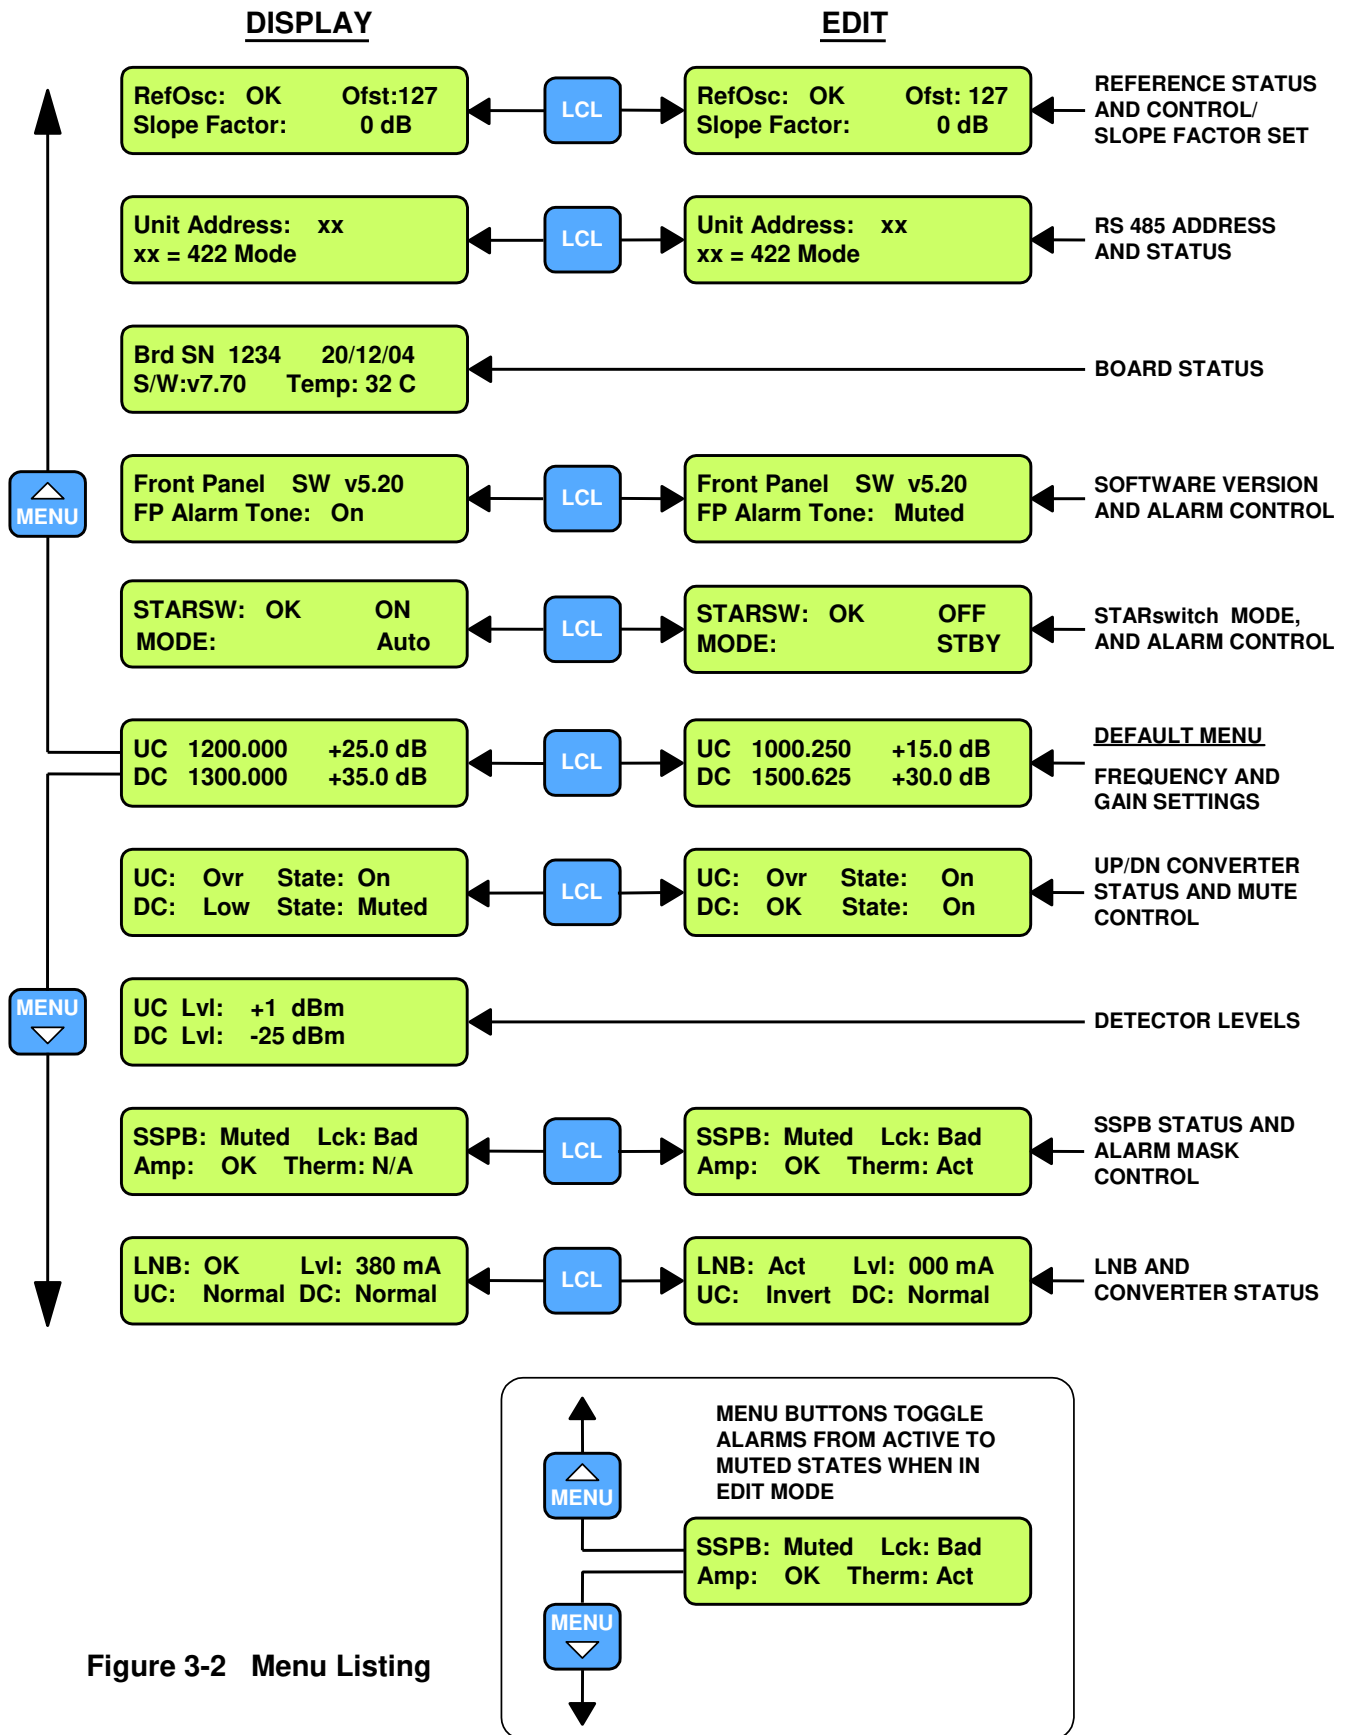 DISPLAY
EDIT
RefOsc: OK Ofst:127
Slope Factor: 0 dB
LCL
RefOsc: OK Ofst: 127
Slope Factor: 0 dB
REFERENCE STATUS
AND CONTROL/
SLOPE FACTOR SET
Unit Address: xx
xx = 422 Mode
LCL
Unit Address: xx
xx = 422 Mode
RS 485 ADDRESS
AND STATUS
Brd SN 1234 20/12/04
S/W:v7.70 Temp: 32 C
BOARD STATUS
MENU
Front Panel SW v5.20
FP Alarm Tone: On
LCL
Front Panel SW v5.20
FP Alarm Tone: Muted
SOFTWARE VERSION
AND ALARM CONTROL
STARSW: OK ON
MODE: Auto
LCL
STARSW: OK OFF
MODE: STBY
STARswitch MODE,
AND ALARM CONTROL
UC 1200.000 +25.0 dB
DC 1300.000 +35.0 dB
LCL
UC 1000.250 +15.0 dB
DC 1500.625 +30.0 dB
DEFAULT MENU
FREQUENCY AND
GAIN SETTINGS
UC: Ovr State: On
DC: Low State: Muted
LCL
UC: Ovr State: On
DC: OK State: On
UP/DN CONVERTER
STATUS AND MUTE
CONTROL
MENU
UC Lvl: +1 dBm
DC Lvl: -25 dBm
DETECTOR LEVELS
SSPB: Muted Lck: Bad
Amp: OK Therm: N/A
LCL
SSPB: Muted Lck: Bad
Amp: OK Therm: Act
SSPB STATUS AND
ALARM MASK
CONTROL
LNB: OK Lvl: 380 mA
UC: Normal DC: Normal
LCL
LNB: Act Lvl: 000 mA
UC: Invert DC: Normal
LNB AND
CONVERTER STATUS
MENU BUTTONS TOGGLE
ALARMS FROM ACTIVE TO
MUTED STATES WHEN IN
EDIT MODE
MENU
SSPB: Muted Lck: Bad
Amp: OK Therm: Act
MENU
Figure 3-2 Menu Listing